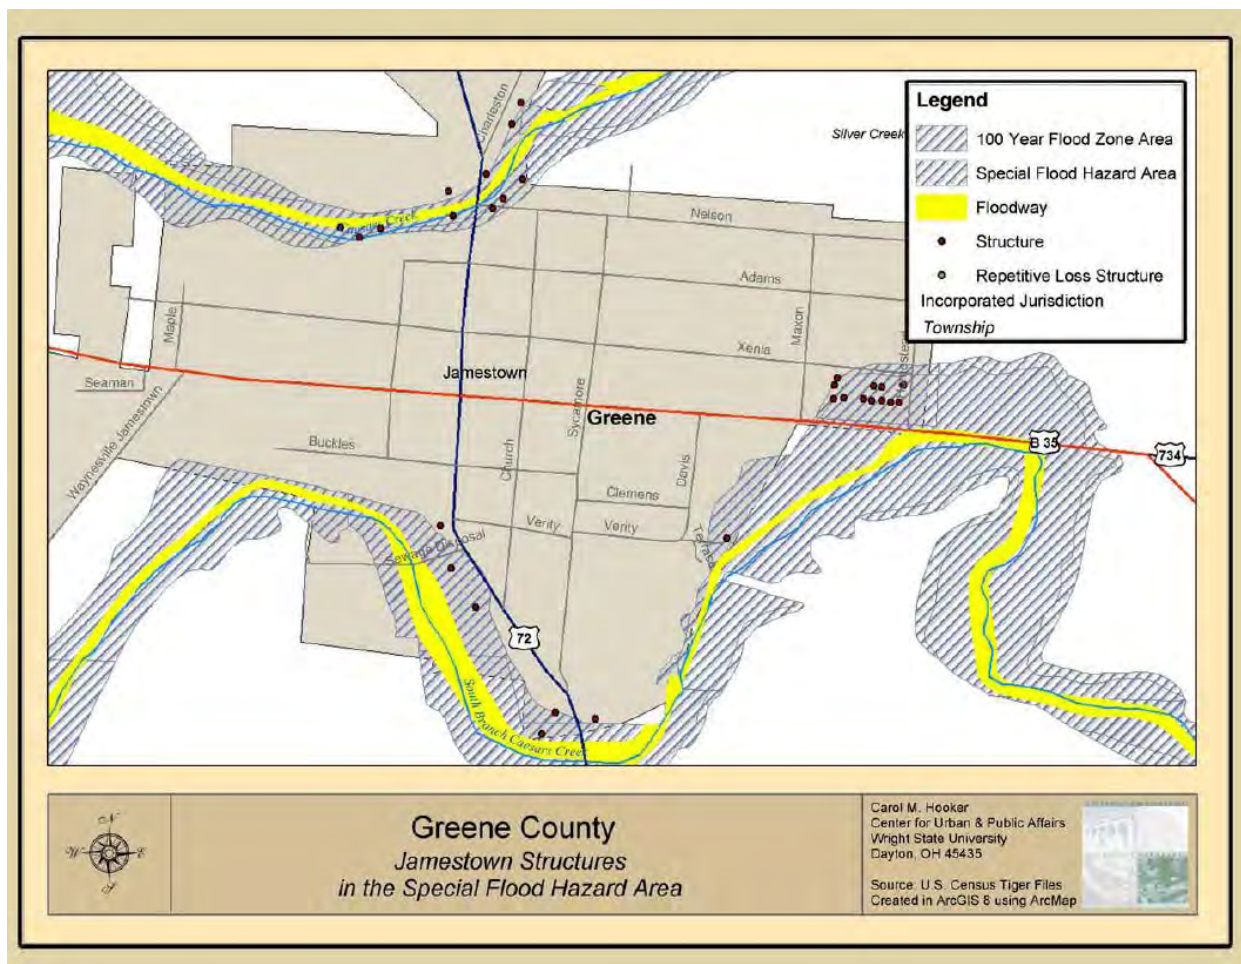 Charleston
Silver Creek
Legend
100 Year Flood Zone Area
Special Flood Hazard Area
Floodway
Structure
Repetitive Loss Structure
Incorporated Jurisdiction
Township
Caesars Creek
Nelson
Adams
Maple
Maxon
Xenia
Jamestown
Seaman
Sycamore
Greene
Waynesville Jamestown
Buckles
Church
Davis
B 35
734
Clemens
Verity
Verity
Terrace
Sewage Disposal
72
South Branch Caesars Creek
N
W
E
S
Greene County
Jamestown Structures
in the Special Flood Hazard Area
Carol M. Hooker
Center for Urban & Public Affairs
Wright State University
Dayton, OH 45435
Source: U.S. Census Tiger Files
Created in ArcGIS 8 using ArcMap